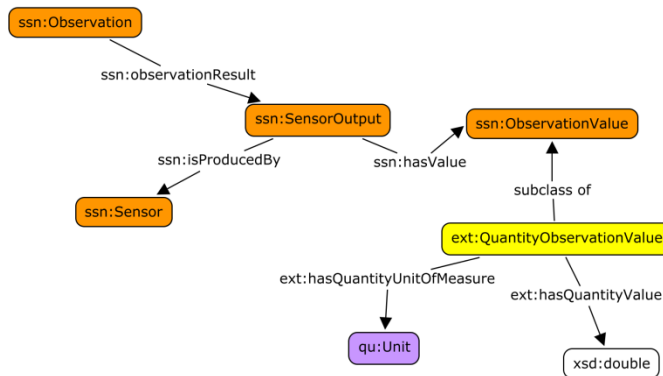 ssn:Observation
ssn:observationResult
ssn:SensorOutput
ssn:ObservationValue
ssn:isProducedBy
ssn:hasValue
subclass of
ssn:Sensor
ext:QuantityObservationValue
ext:hasQuantityUnitOfMeasure
ext:hasQuantityValue
qu:Unit
xsd:double